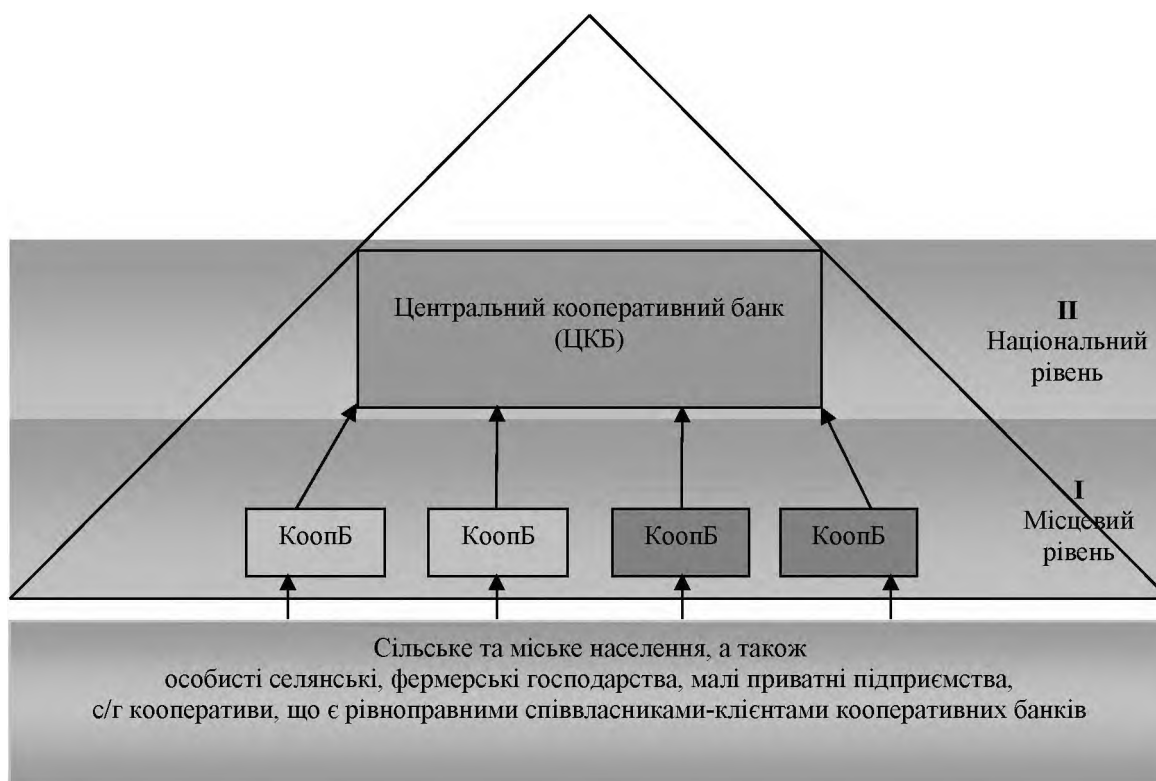 Центральний кооперативний банк
(ЦКБ)
II
Національний
рівень
I
Місцевий
рівень
КоопБ
КоопБ
КоопБ
КоопБ
Сільське та міське населення, а також
особисті селянські, фермерські господарства, малі приватні підприємства,
с/г кооперативи, що є рівноправними співвласниками-клієнтами кооперативних банків